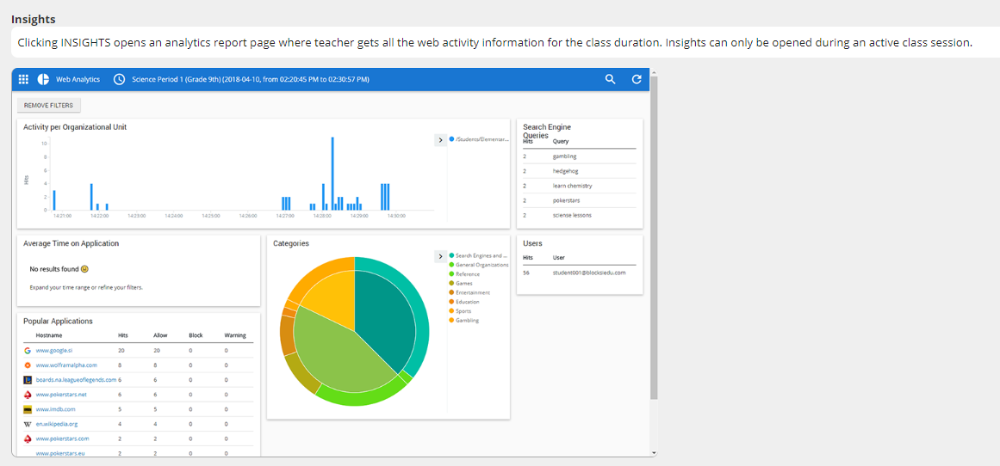 Insights
Clicking INSIGHTS opens an analytics report page where teacher gets all the web activity information for the class duration. Insights can only be opened during an active class session.
Web Analytics Science Period 1 (Grade 9th) (2018-04-10, from 02:20:45 PM to 02:30:57 PM)
REMOVE FILTERS
Activity per Organizational Unit
Hits
10
8
6
4
2
0
14:21:00 14:22:00 14:23:00 14:24:00 14:25:00 14:26:00 14:27:00 14:28:00 14:29:00 14:30:00
/Students/Elementar...
Search Engine
Queries
Hits Query
2 gambling
2 hedgehog
2 learn chemistry
2 pokerstars
2 sciense lessons
Average Time on Application
No results found
Expand your time range or refine your filters.
Categories
Search Engines and ...
General Organizations
Reference
Games
Entertainment
Education
Sports
Gambling
Users
Hits User
56 student001@blocksiedu.com
Popular Applications
Hostname Hits Allow Block Warning
www.google.si 20 20 0 0
www.wolframalpha.com 8 8 0 0
boards.na.leagueoflegends.com 6 6 0 0
www.pokerstars.net 6 6 0 0
www.imdb.com 5 5 0 0
en.wikipedia.org 4 4 0 0
www.pokerstars.com 2 2 0 0
www.pokerstars.eu 2 2 0 0